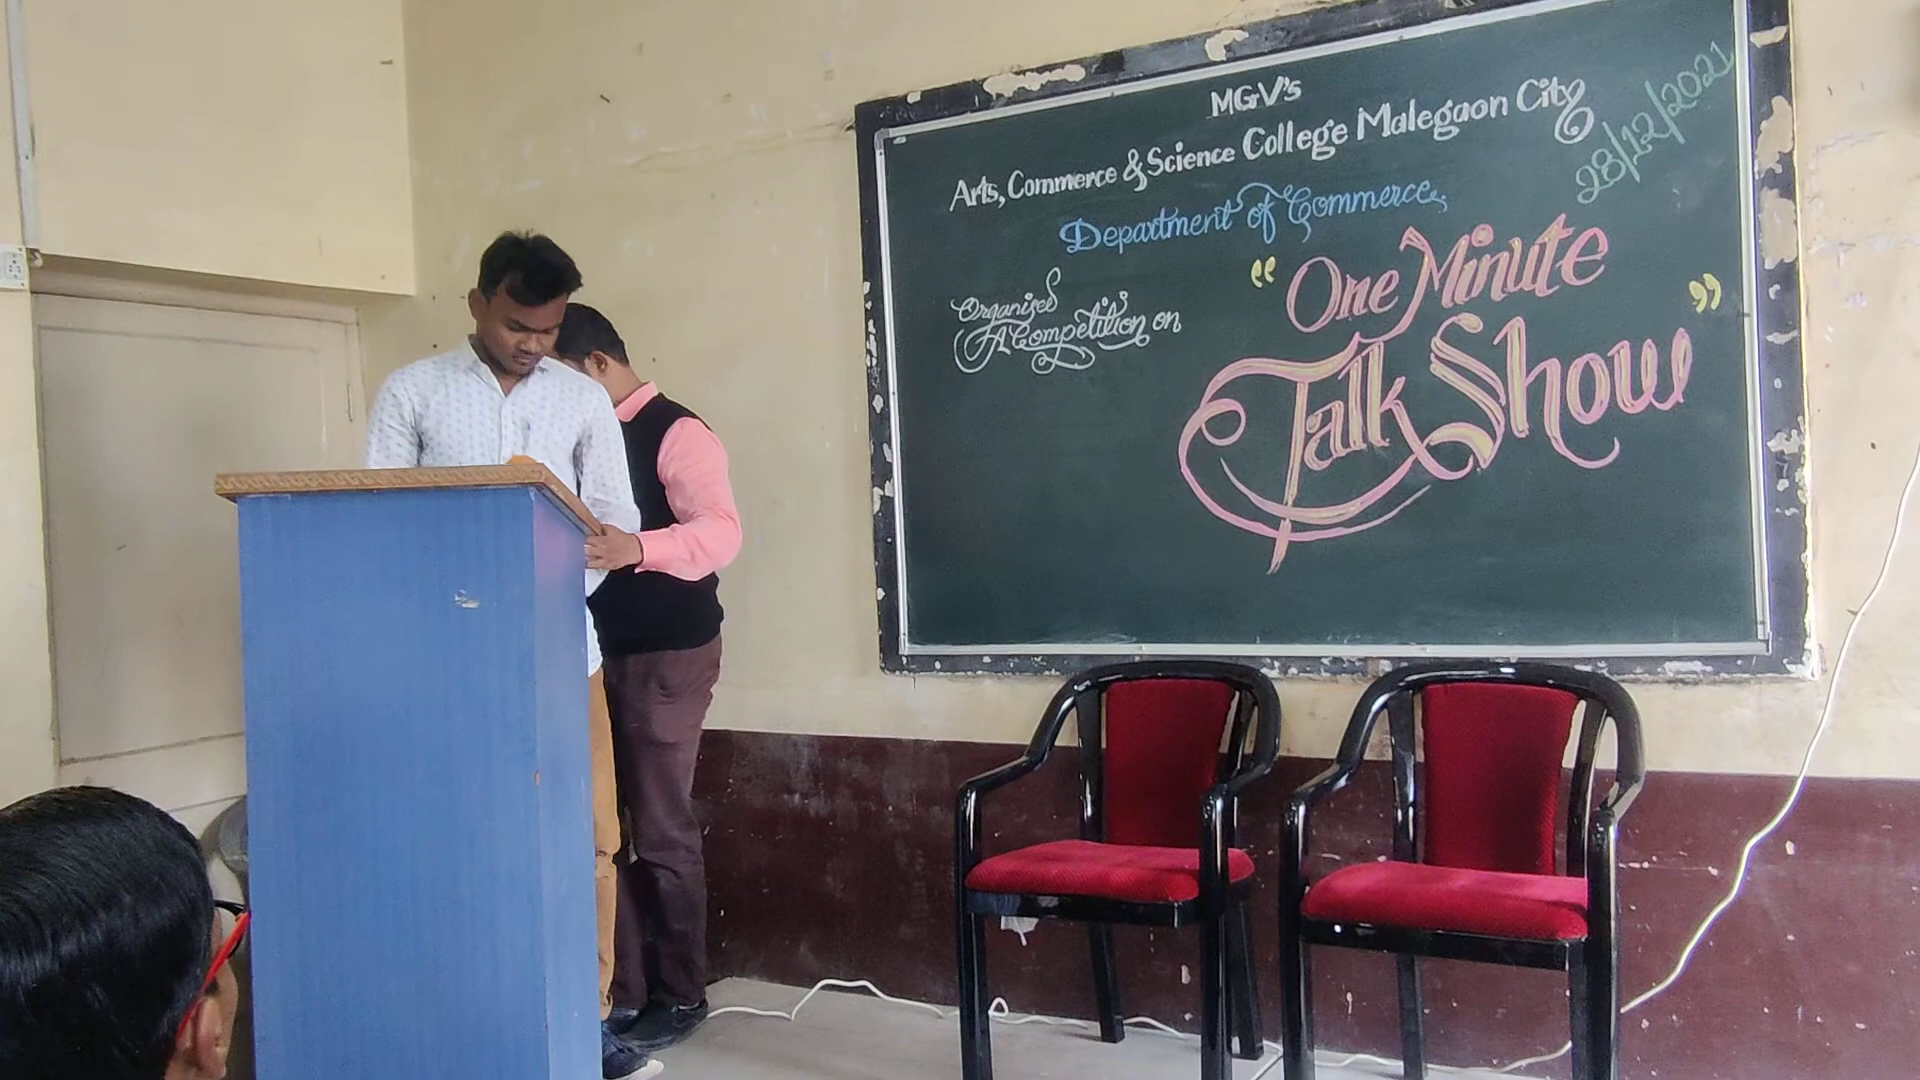 MGV's
Arts, Commerce & Science College Malegaon City
28/12/2021
Department of Commerce
Organized
A Competition on
"One Minute
Talk Show"